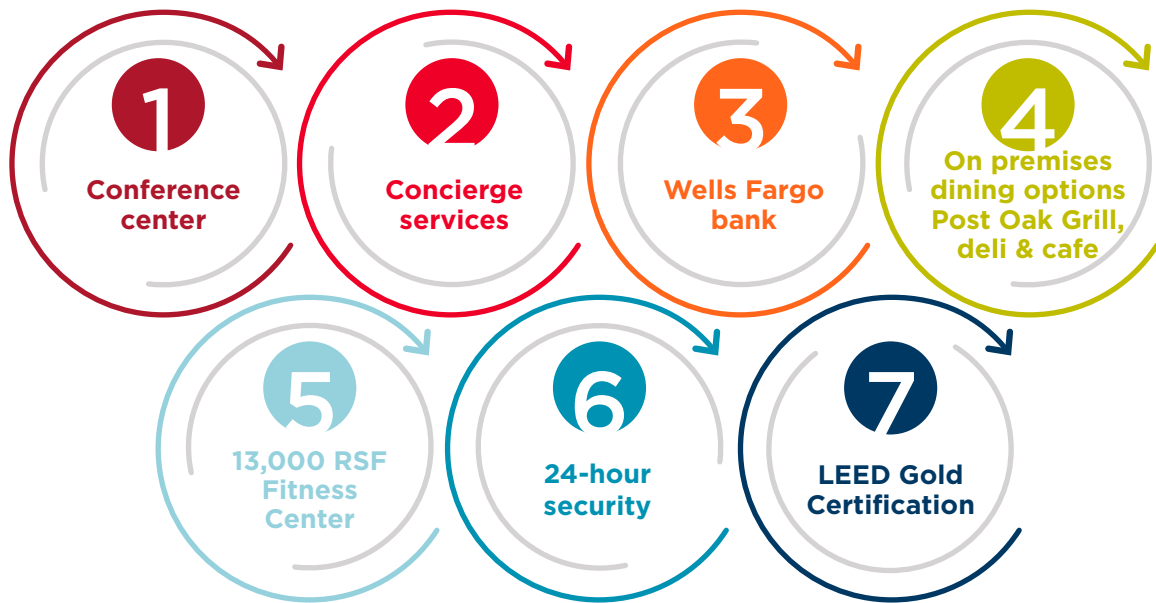 1
Conference
center
2
Concierge
services
3
Wells Fargo
bank
4
On premises
dining options
Post Oak Grill,
deli & cafe
5
13,000 RSF
Fitness
Center
6
24-hour
security
7
LEED Gold
Certification